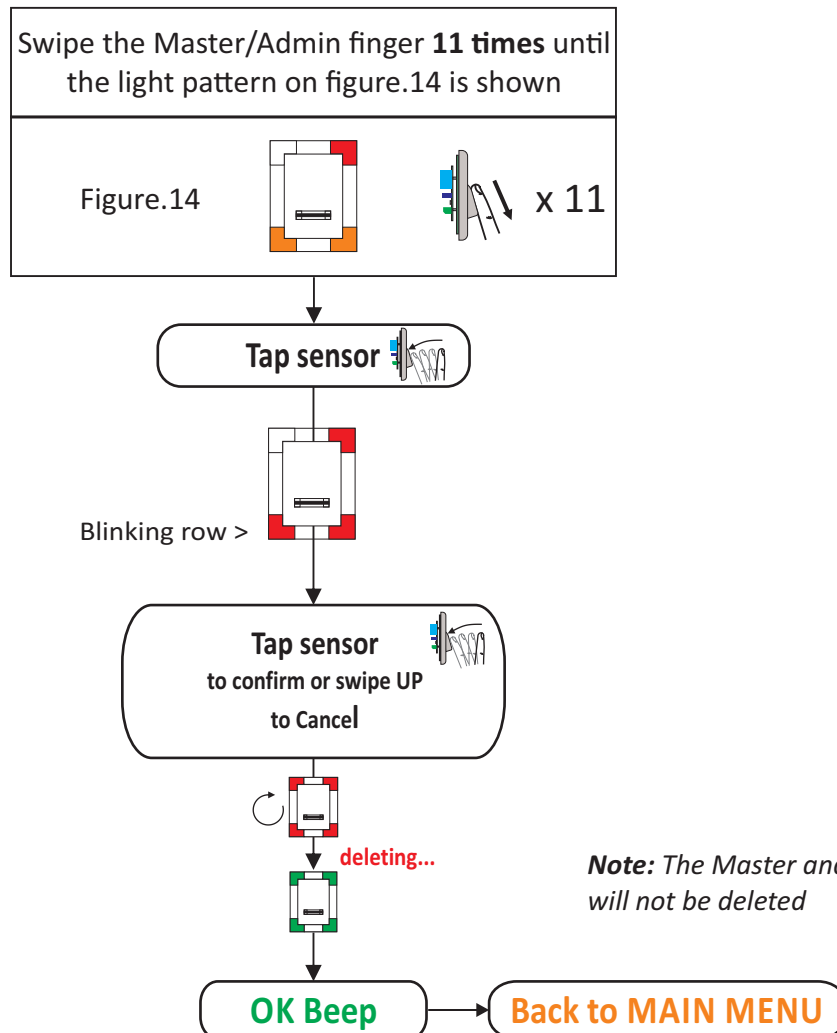 Swipe the Master/Admin finger 11 times until
the light pattern on figure.14 is shown
Figure.14
x 11
Tap sensor
Blinking row >
Tap sensor
to confirm or swipe UP
to Cancel
deleting...
Note: The Master and
will not be deleted
OK Beep
Back to MAIN MENU